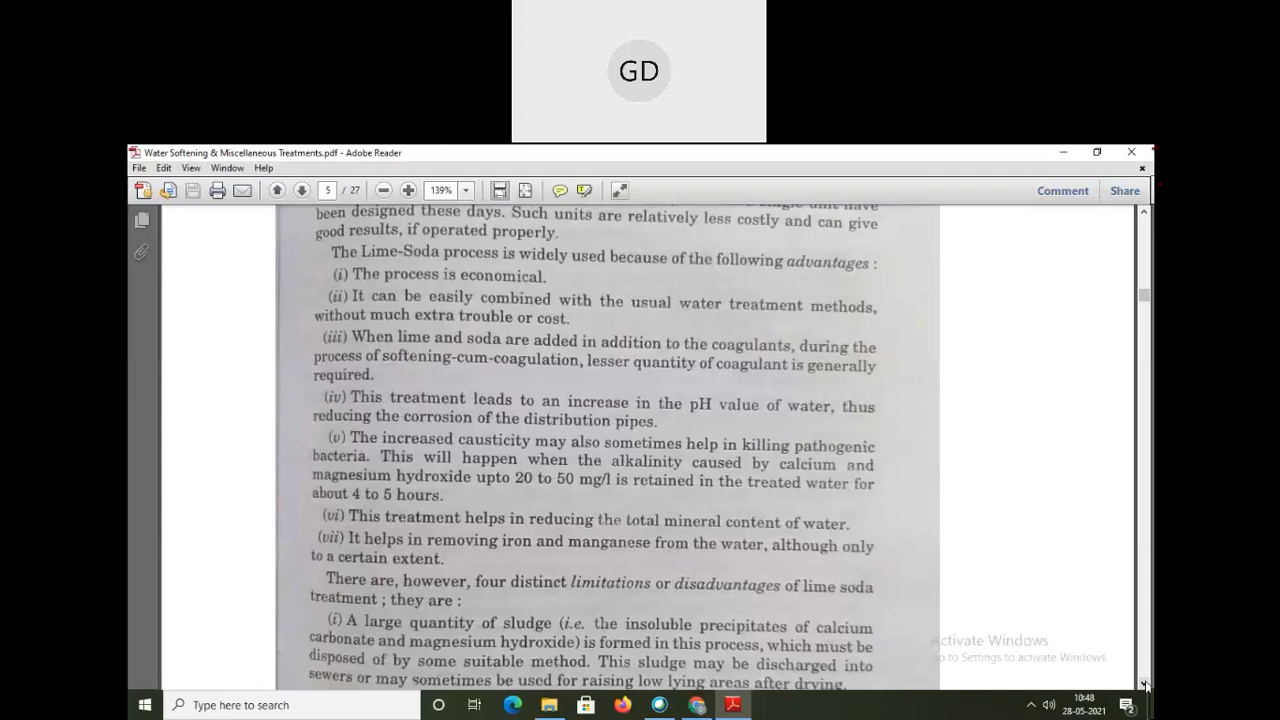 GD
Water Softening & Miscellaneous Treatments.pdf - Adobe Reader
File Edit View Window Help
5 / 27 139% Comment Share
unit have
been designed these days. Such units are relatively less costly and can give
good results, if operated properly.
The Lime-Soda process is widely used because of the following advantages :
(i) The process is economical.
(ii) It can be easily combined with the usual water treatment methods,
without much extra trouble or cost.
(iii) When lime and soda are added in addition to the coagulants, during the
process of softening-cum-coagulation, lesser quantity of coagulant is generally
required.
(iv) This treatment leads to an increase in the pH value of water, thus
reducing the corrosion of the distribution pipes.
(v) The increased causticity may also sometimes help in killing pathogenic
bacteria. This will happen when the alkalinity caused by calcium and
magnesium hydroxide upto 20 to 50 mg/l is retained in the treated water for
about 4 to 5 hours.
(vi) This treatment helps in reducing the total mineral content of water.
(vii) It helps in removing iron and manganese from the water, although only
to a certain extent.
There are, however, four distinct limitations or disadvantages of lime soda
treatment ; they are :
(i) A large quantity of sludge (i.e. the insoluble precipitates of calcium
carbonate and magnesium hydroxide) is formed in this process, which must be
disposed of by some suitable method. This sludge may be discharged into
sewers or may sometimes be used for raising low lying areas after drying.
Activate Windows
Go to Settings to activate Windows.
Type here to search
10:48
28-05-2021
2